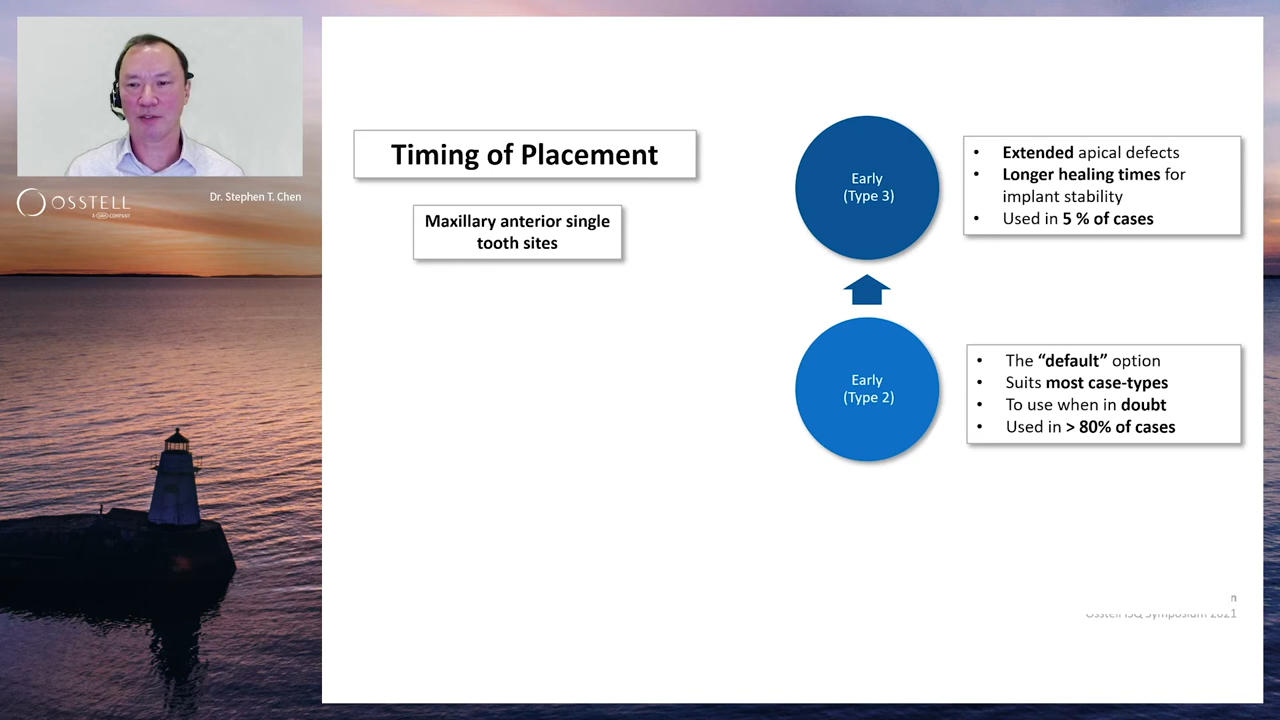 OSSTELL
Dr. Stephen T. Chen
Timing of Placement
Maxillary anterior single
tooth sites
Early
(Type 3)
• Extended apical defects
• Longer healing times for
implant stability
• Used in 5 % of cases
Early
(Type 2)
• The “default” option
• Suits most case-types
• To use when in doubt
• Used in > 80% of cases
n
Osstell ISQ Symposium 2021